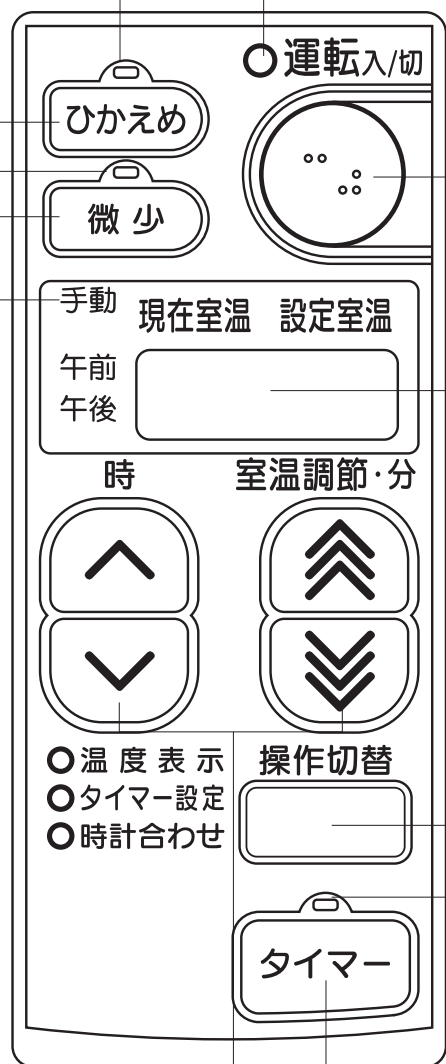 運転入/切
ひかえめ
微少
手動
現在室温 設定室温
午前
午後
時 室温調節・分
温度表示
タイマー設定
時計合わせ
操作切替
タイマー